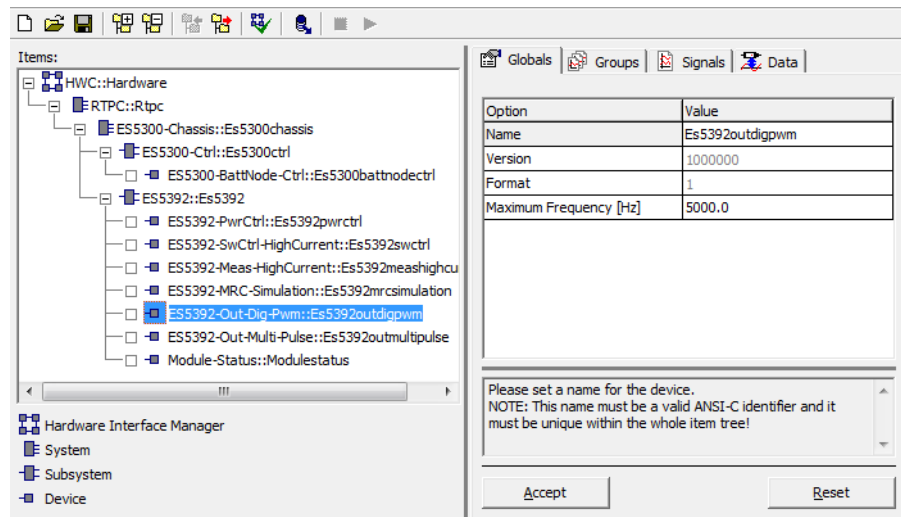 Items:
HWC::Hardware
RTPC::Rtpc
ES5300-Chassis::Es5300chassis
ES5300-Ctrl::Es5300ctrl
ES5300-BattNode-Ctrl::Es5300battnodectrl
ES5392::Es5392
ES5392-PwrCtrl::Es5392pwrctrl
ES5392-SwCtrl-HighCurrent::Es5392swctrl
ES5392-Meas-HighCurrent::Es5392meashighcu
ES5392-MRC-Simulation::Es5392mrcsimulation
ES5392-Out-Dig-Pwm::Es5392outdigpwm
ES5392-Out-Multi-Pulse::Es5392outmultipulse
Module-Status::Modulestatus
Hardware Interface Manager
System
Subsystem
Device
Globals Groups Signals Data
Option Value
Name Es5392outdigpwm
Version 1000000
Format 1
Maximum Frequency [Hz] 5000.0
Please set a name for the device.
NOTE: This name must be a valid ANSI-C identifier and it
must be unique within the whole item tree!
Accept Reset